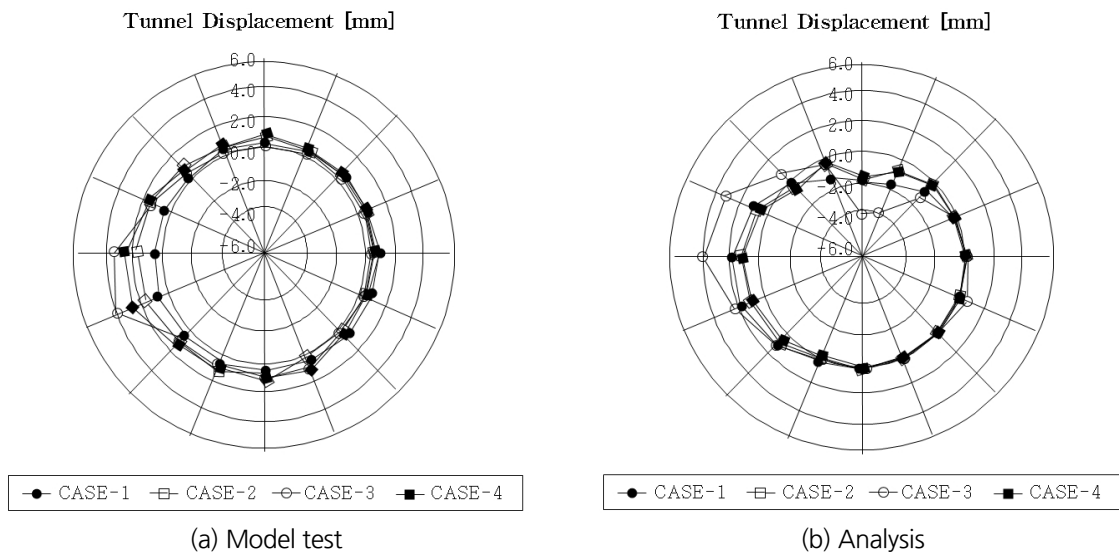 Tunnel Displacement [mm]
6.0
4.0
2.0
0.0
-2.0
-4.0
-6.0
CASE-1 CASE-2 CASE-3 CASE-4
(a) Model test
Tunnel Displacement [mm]
6.0
4.0
2.0
0.0
-2.0
-4.0
-6.0
CASE-1 CASE-2 CASE-3 CASE-4
(b) Analysis